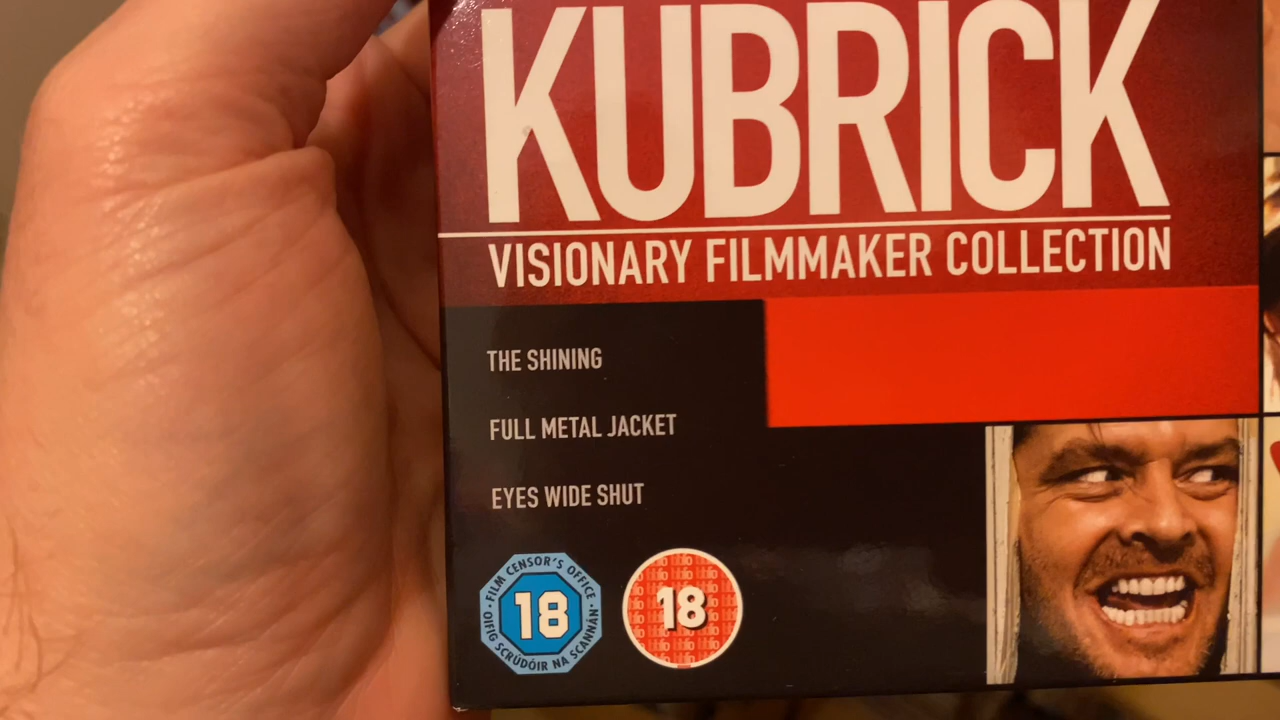 KUBRICK
VISIONARY FILMMAKER COLLECTION
THE SHINING
FULL METAL JACKET
EYES WIDE SHUT
· FILM CENSOR'S OFFICE ·
18
OIFIG SCRÚDÓIR NA SCANNÁN
18